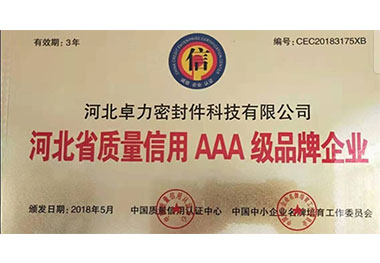 有效期：3年
编号：CEC20183175XB
信
河北卓力密封件科技有限公司
河北省质量信用 AAA 级品牌企业
颁发日期：2018年5月
中国质量信用认证中心
中国中小企业名牌培育工作委员会